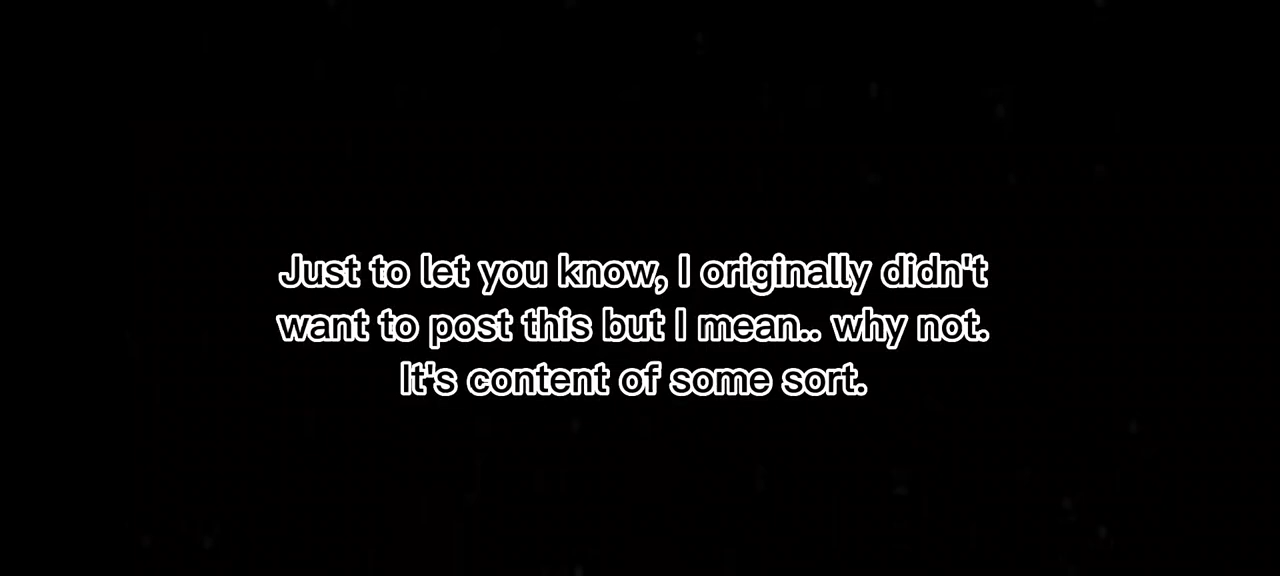 Just to let you know, I originally didn't
want to post this but I mean.. why not.
It's content of some sort.